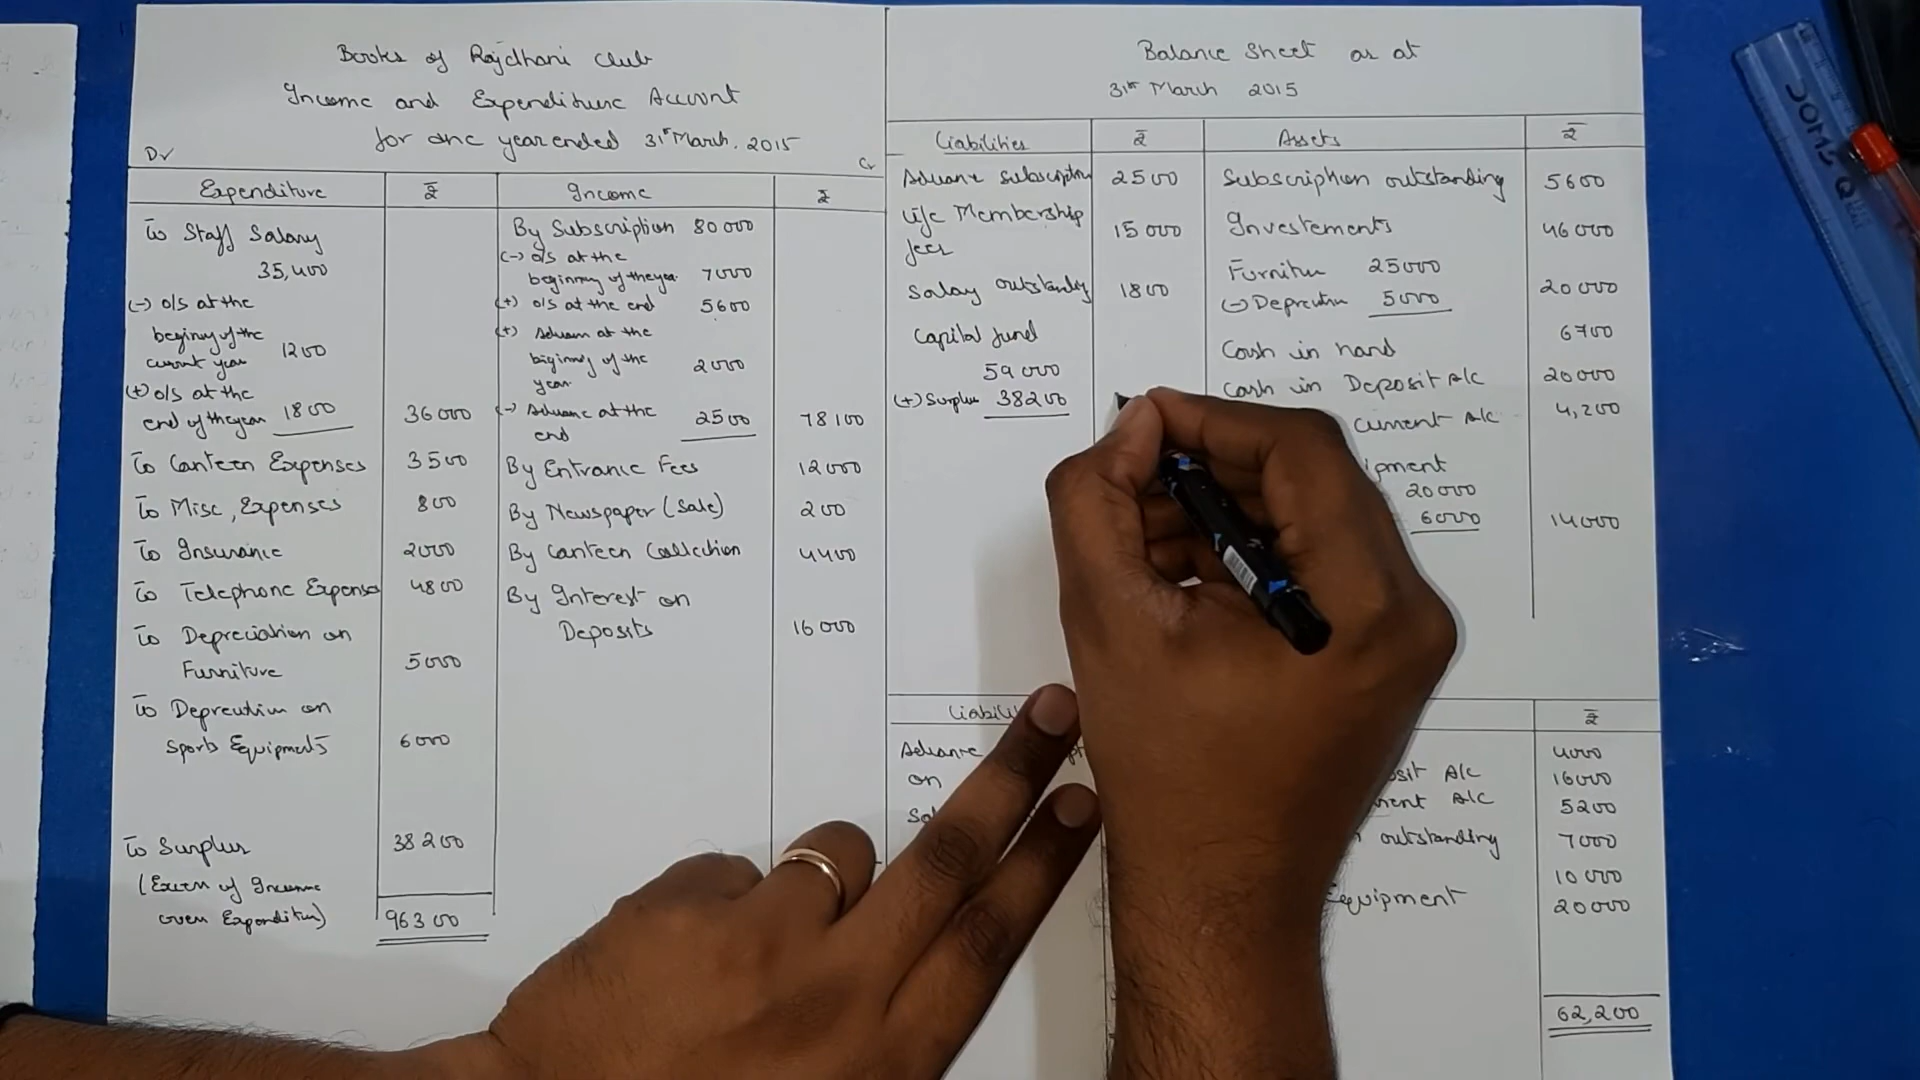 Books of Rajdhani Club
Income and Expenditure Account
for the year ended 31st March. 2015
Dr Cr
Expenditure ₹ Income ₹
To Staff Salary
35,400
(-) o/s at the
beginny of the
current year 1200
(+) o/s at the
end of the year 1800 36000
To Canteen Expenses 3500
To Misc, Expenses 800
To Insurance 2000
To Telephone Expenses 4800
To Depreciation on
Furniture 5000
To Depreciation on
Sports Equipments 6000
To Surplus 38200
(Excess of Income
over Expenditure) 96300
By Subscription 80000
(-) o/s at the
beginning of the year 7000
(+) o/s at the end 5600
(+) Advance at the
biginning of the
year 2000
(-) Advance at the
end 2500 78100
By Entrance Fees 12000
By Newspaper (Sale) 200
By Canteen Collection 4400
By Interest on
Deposits 16000
Balance Sheet as at
31st March 2015
Liabilities ₹ Assets ₹
Advance subscription 2500
Life Membership
fees 15000
Salary outstanding 1800
Capital fund
59000
(+) Surplus 38200
Subscription outstanding 5600
Investements 46000
Furniture 25000
(-) Depreciation 5000 20000
Cash in hand 6700
Cash in Deposit A/c 20000
current A/c 4,200
ipment
20000
6000 14000
Liabili ₹
Advance 4000
on
Sal
osit A/c 16000
rent A/c 5200
outstanding 7000
10000
Equipment 20000
62,200
DOMS